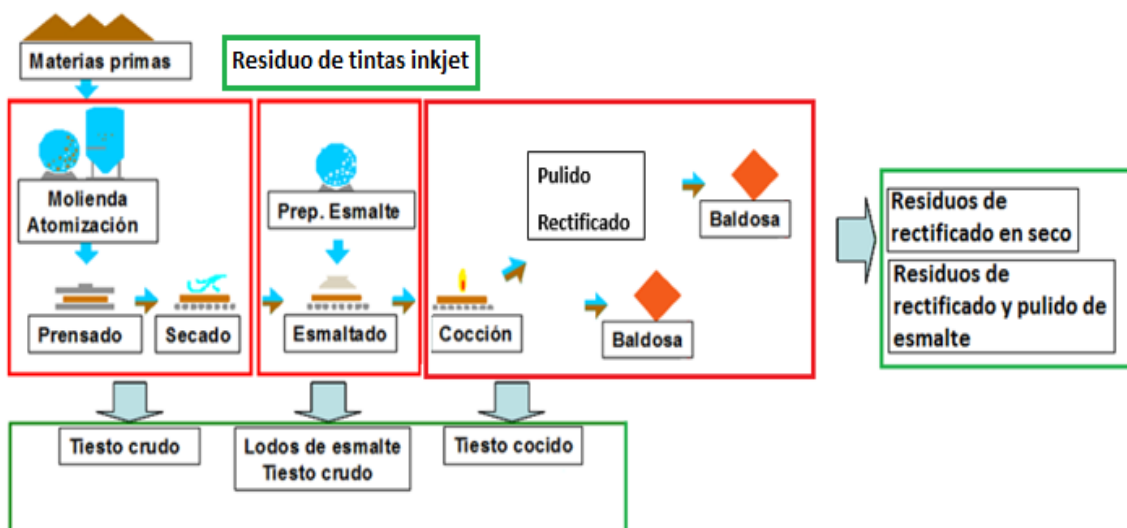 Materias primas
Residuo de tintas inkjet
Molienda
Atomización
Prensado
Secado
Prep. Esmalte
Esmaltado
Pulido
Rectificado
Baldosa
Cocción
Baldosa
Residuos de
rectificado en seco
Residuos de
rectificado y pulido de
esmalte
Tiesto crudo
Lodos de esmalte
Tiesto crudo
Tiesto cocido